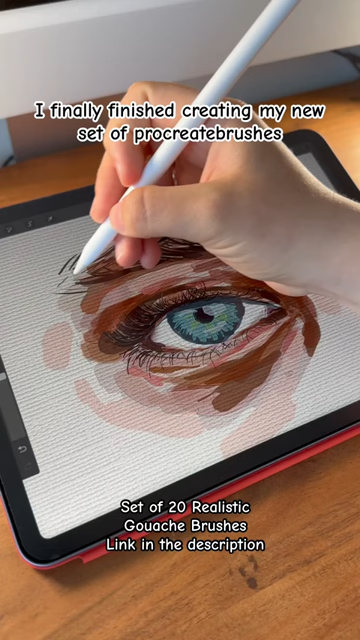 I finally finished creating my new
set of procreatebrushes
Set of 20 Realistic
Gouache Brushes
Link in the description